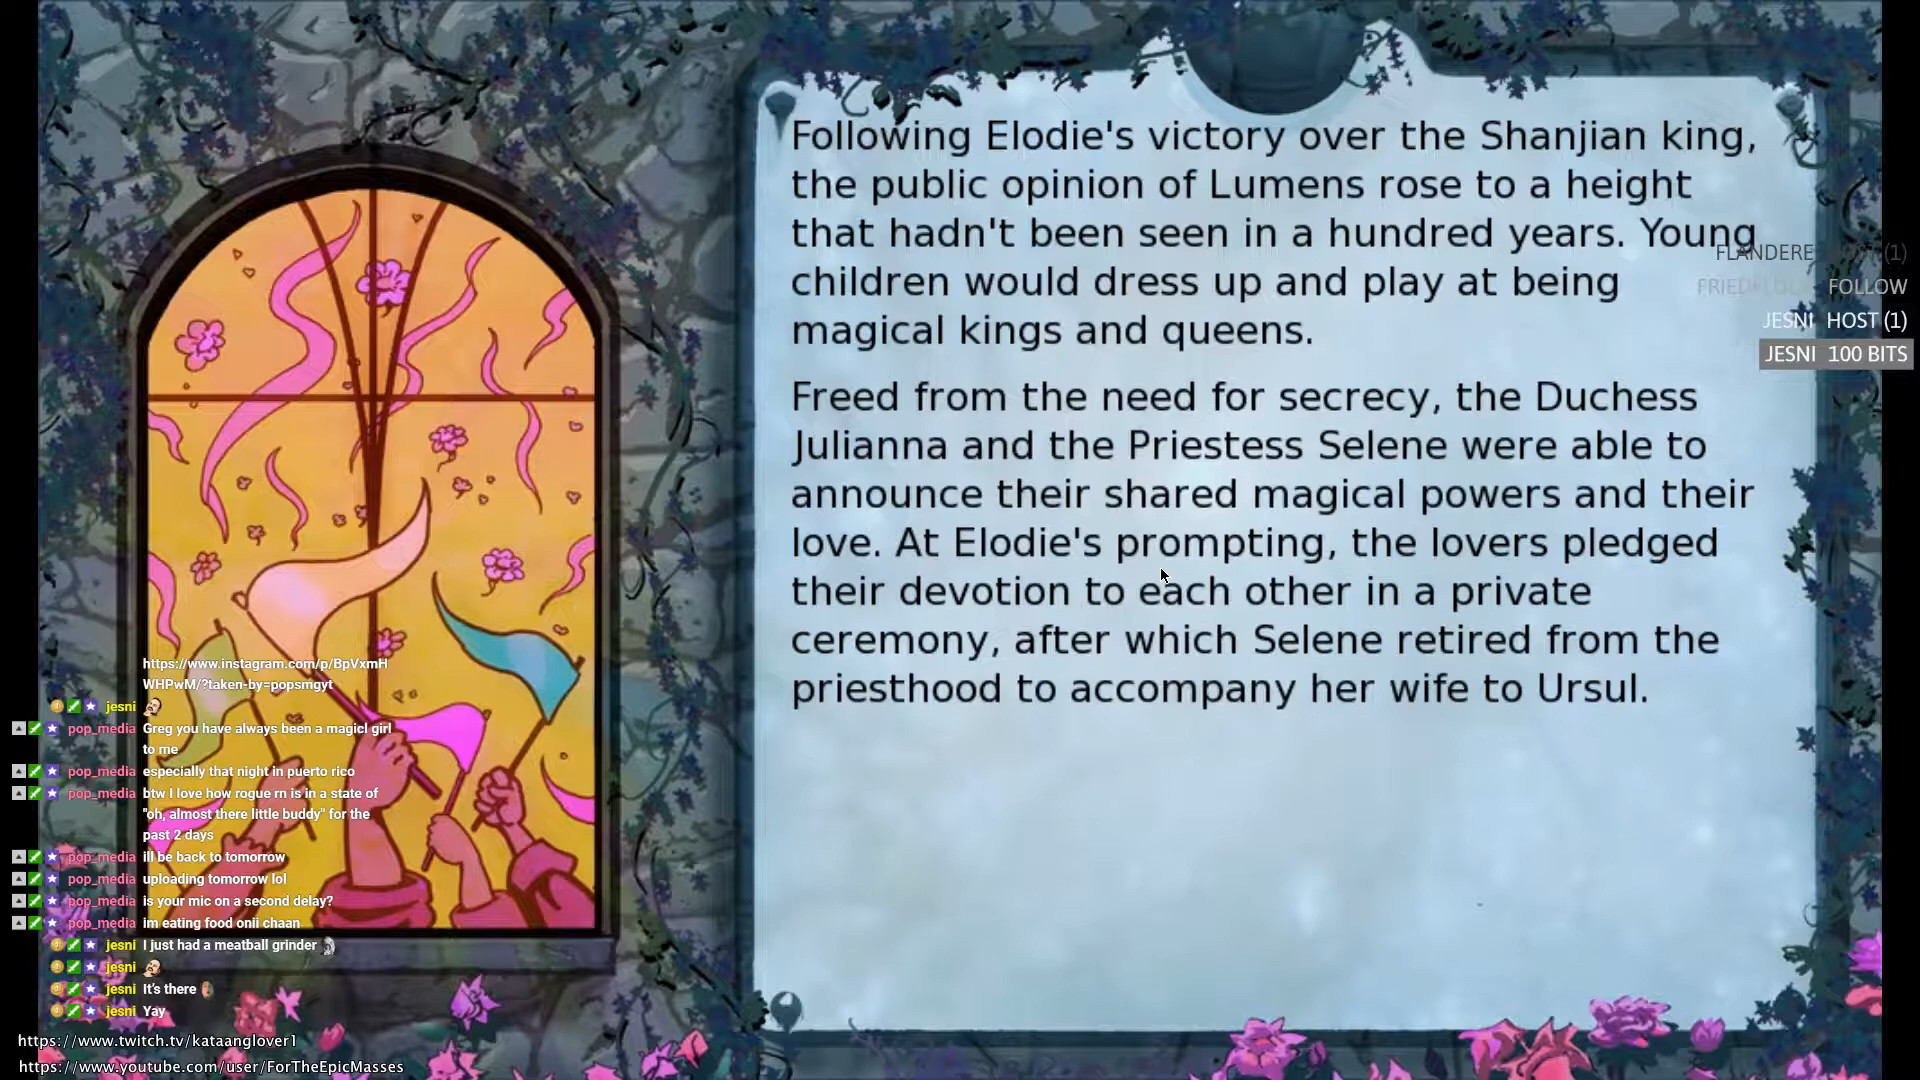 Following Elodie's victory over the Shanjian king,
the public opinion of Lumens rose to a height
that hadn't been seen in a hundred years. Young
children would dress up and play at being
magical kings and queens.
Freed from the need for secrecy, the Duchess
Julianna and the Priestess Selene were able to
announce their shared magical powers and their
love. At Elodie's prompting, the lovers pledged
their devotion to each other in a private
ceremony, after which Selene retired from the
priesthood to accompany her wife to Ursul.
FLANDERE (1)
FOLLOW
JESNI HOST (1)
JESNI 100 BITS
https://www.instagram.com/p/BpVxmH
WHPwM/?taken-by=popsmgyt
jesni
pop_media Greg you have always been a magicl girl
to me
pop_media especially that night in puerto rico
pop_media btw I love how rogue rn is in a state of
"oh, almost there little buddy" for the
past 2 days
pop_media ill be back to tomorrow
pop_media uploading tomorrow lol
pop_media is your mic on a second delay?
pop_media im eating food onii chaan
jesni I just had a meatball grinder
jesni
jesni It's there
jesni Yay
https://www.twitch.tv/kataanglover1
https://www.youtube.com/user/ForTheEpicMasses